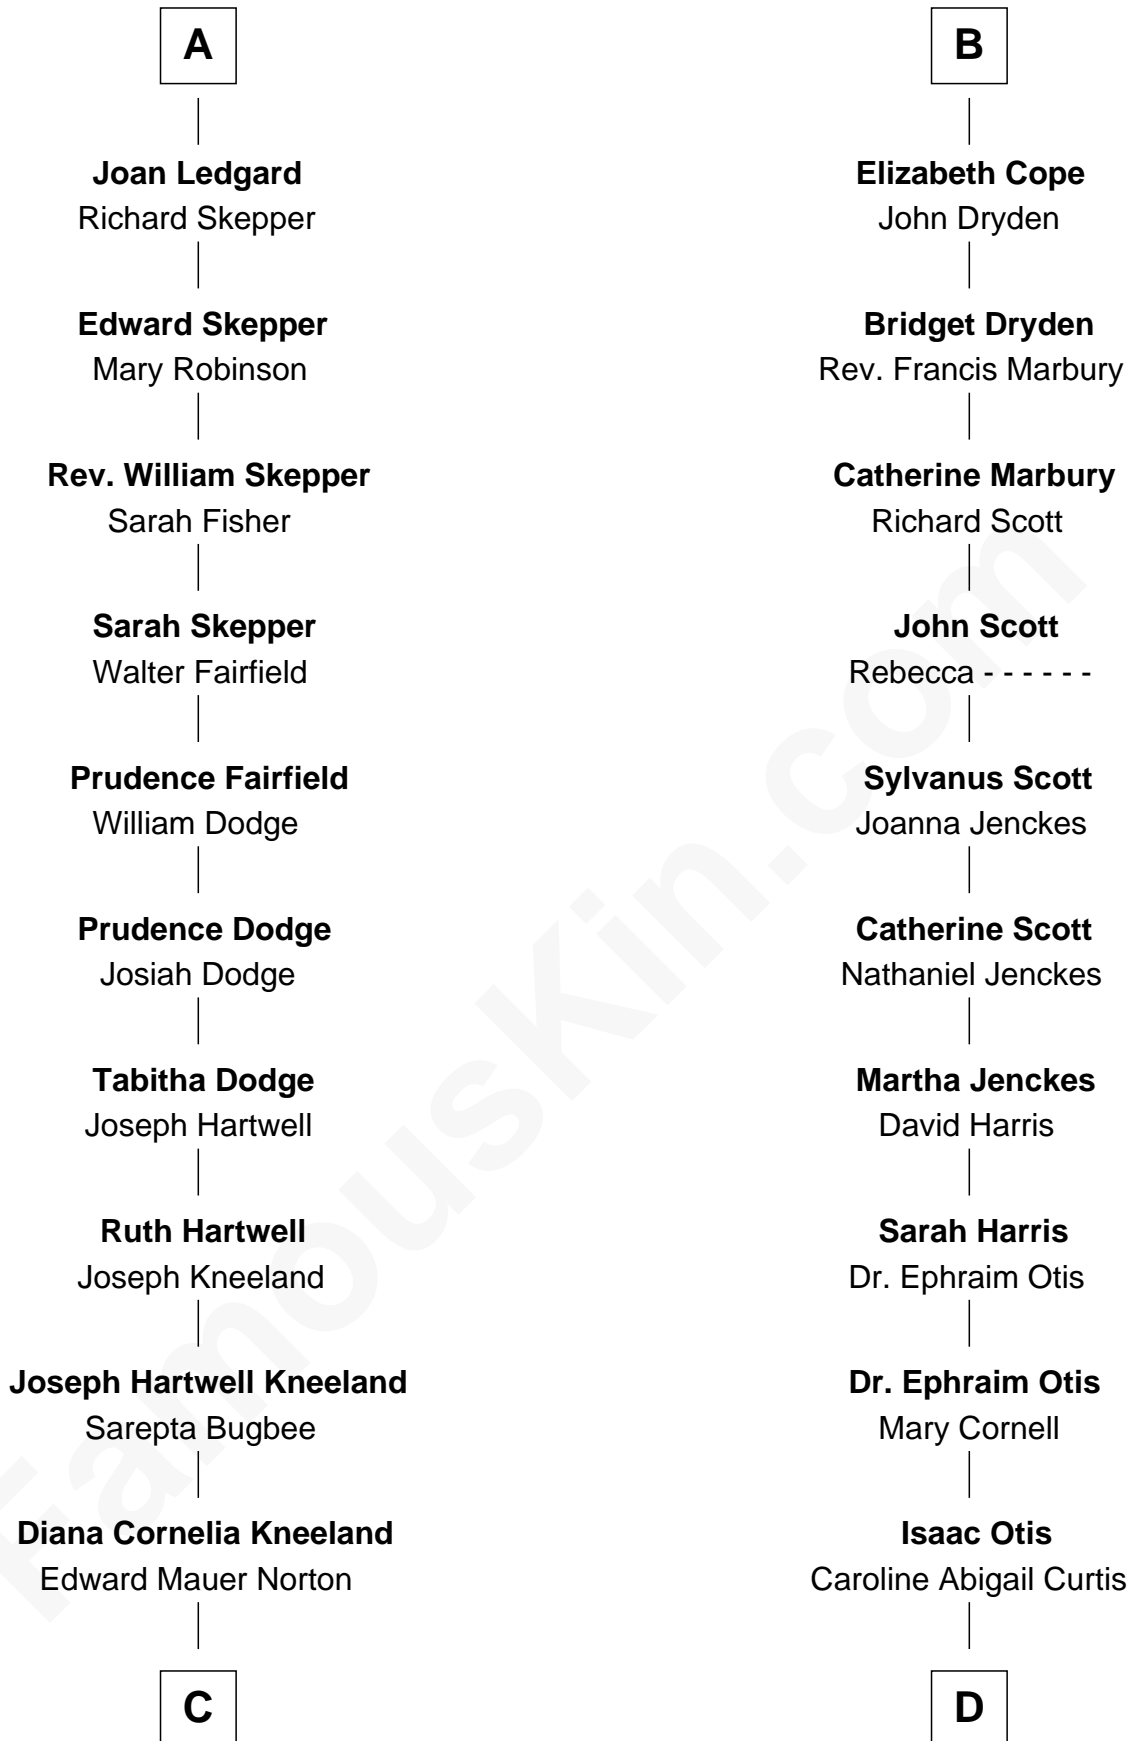 A
Joan Ledgard
Richard Skepper
Edward Skepper
Mary Robinson
Rev. William Skepper
Sarah Fisher
Sarah Skepper
Walter Fairfield
Prudence Fairfield
William Dodge
Prudence Dodge
Josiah Dodge
Tabitha Dodge
Joseph Hartwell
Ruth Hartwell
Joseph Kneeland
Joseph Hartwell Kneeland
Sarepta Bugbee
Diana Cornelia Kneeland
Edward Mauer Norton
C
B
Elizabeth Cope
John Dryden
Bridget Dryden
Rev. Francis Marbury
Catherine Marbury
Richard Scott
John Scott
Rebecca - - - - - -
Sylvanus Scott
Joanna Jenckes
Catherine Scott
Nathaniel Jenckes
Martha Jenckes
David Harris
Sarah Harris
Dr. Ephraim Otis
Dr. Ephraim Otis
Mary Cornell
Isaac Otis
Caroline Abigail Curtis
D
FamousKin.com